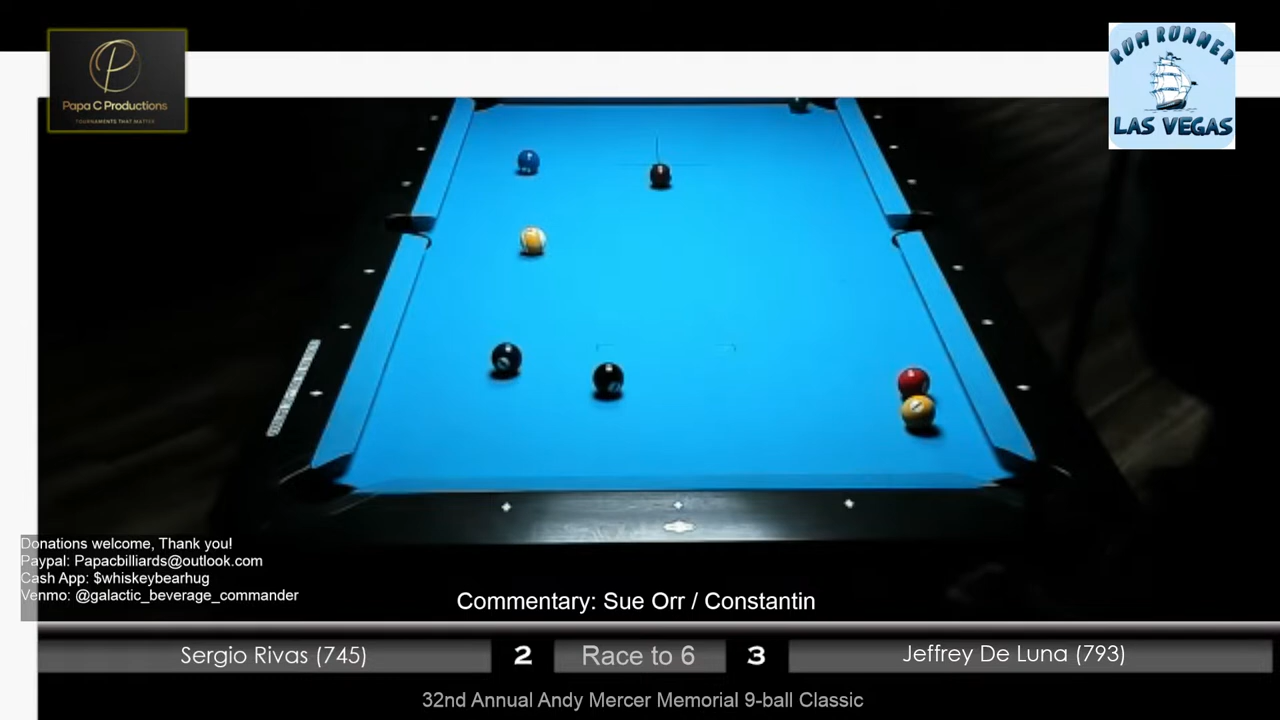 P
Papa C Productions
TOURNAMENTS THAT MATTER
RUM RUNNER
LAS VEGAS
Donations welcome, Thank you!
Paypal: Papacbilliards@outlook.com
Cash App: $whiskeybearhug
Venmo: @galactic_beverage_commander
Commentary: Sue Orr / Constantin
Sergio Rivas (745) 2 Race to 6 3 Jeffrey De Luna (793)
32nd Annual Andy Mercer Memorial 9-ball Classic